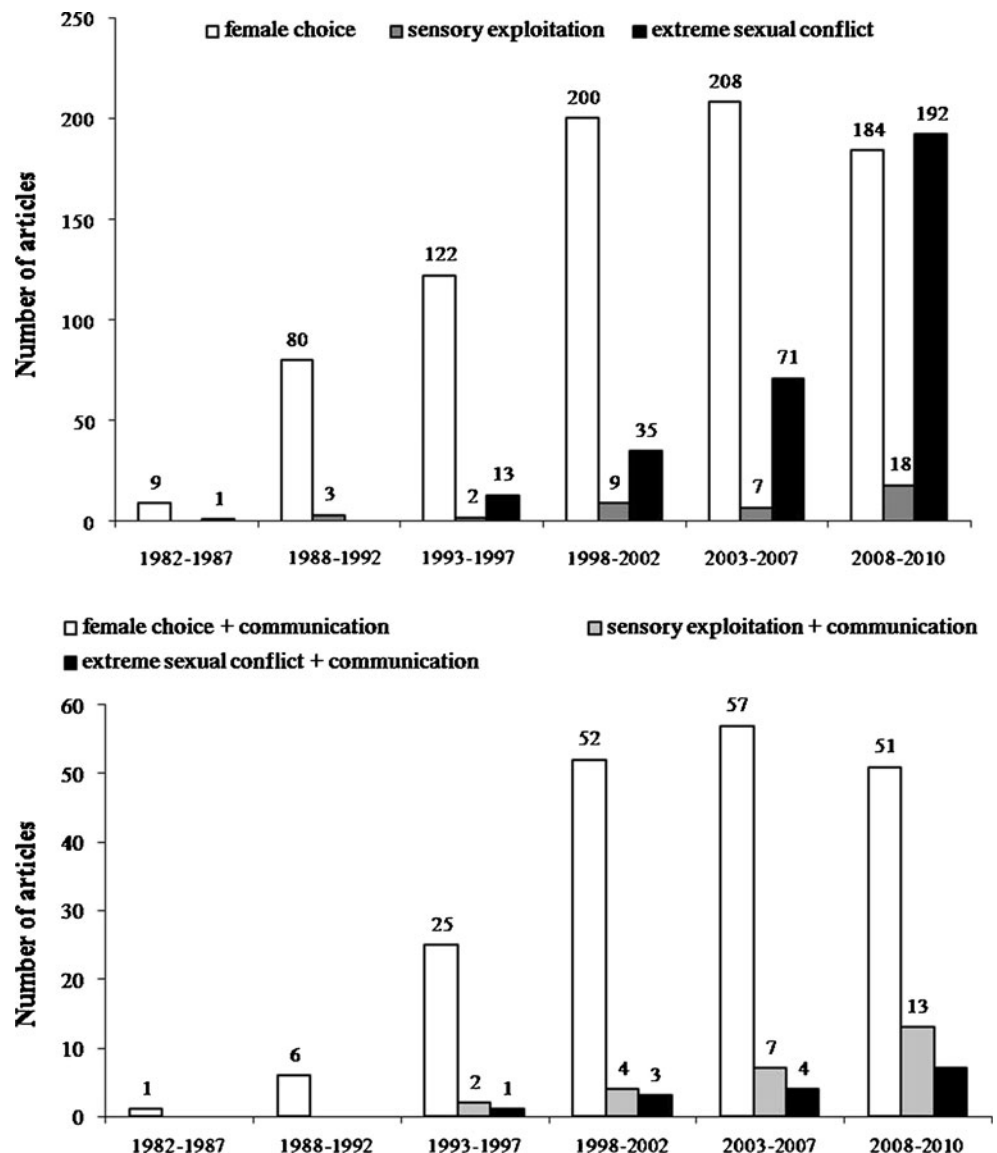 female choice sensory exploitation extreme sexual conflict
250
200
150
100
50
0
Number of articles
9 1
80 3
122 2 13
200 9 35
208 7 71
184 18 192
1982-1987 1988-1992 1993-1997 1998-2002 2003-2007 2008-2010
female choice + communication sensory exploitation + communication
extreme sexual conflict + communication
60
50
40
30
20
10
0
Number of articles
1
6
25 2 1
52 4 3
57 7 4
51 13
1982-1987 1988-1992 1993-1997 1998-2002 2003-2007 2008-2010